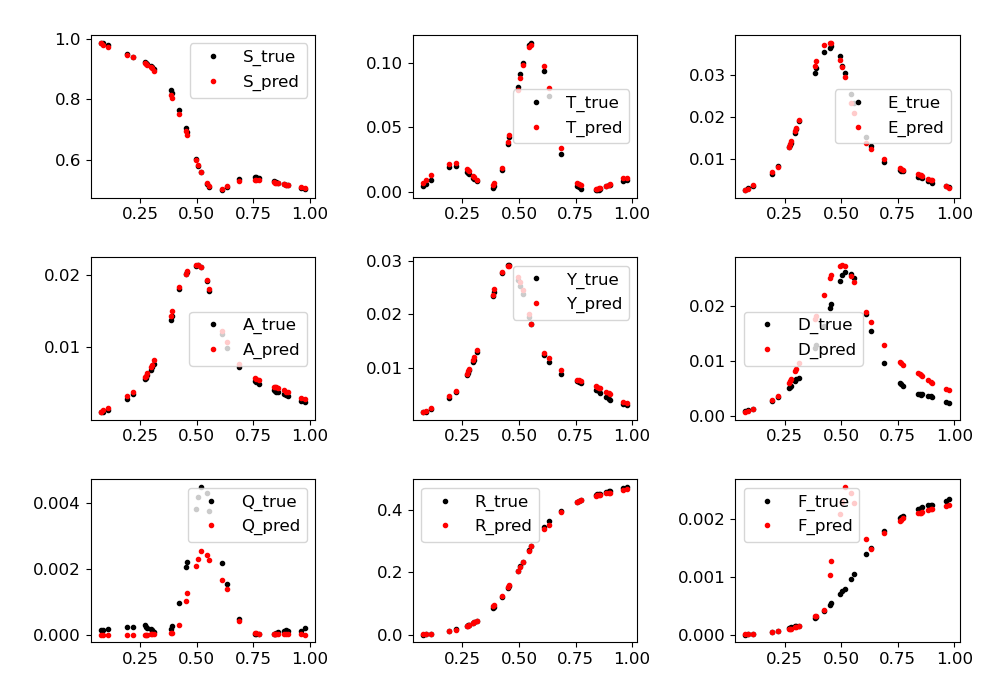 1.0
0.8
0.6
0.25 0.50 0.75 1.00
S_true
S_pred
0.10
0.05
0.00
0.25 0.50 0.75 1.00
T_true
T_pred
0.03
0.02
0.01
0.25 0.50 0.75 1.00
E_true
E_pred
0.02
0.01
0.25 0.50 0.75 1.00
A_true
A_pred
0.03
0.02
0.01
0.25 0.50 0.75 1.00
Y_true
Y_pred
0.02
0.01
0.00
0.25 0.50 0.75 1.00
D_true
D_pred
0.004
0.002
0.000
0.25 0.50 0.75 1.00
Q_true
Q_pred
0.4
0.2
0.0
0.25 0.50 0.75 1.00
R_true
R_pred
0.002
0.001
0.000
0.25 0.50 0.75 1.00
F_true
F_pred